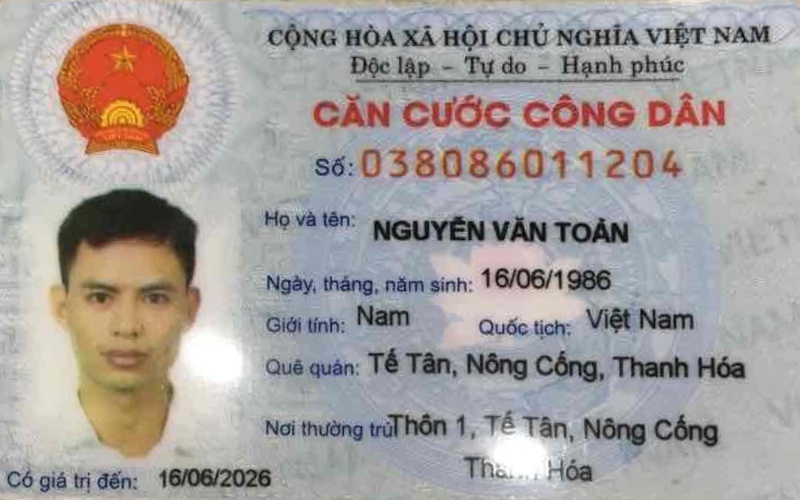 CỘNG HÒA XÃ HỘI CHỦ NGHĨA VIỆT NAM
Độc lập - Tự do - Hạnh phúc
CĂN CƯỚC CÔNG DÂN
Số: 038086011204
Họ và tên: NGUYỄN VĂN TOẢN
Ngày, tháng, năm sinh: 16/06/1986
Giới tính: Nam Quốc tịch: Việt Nam
Quê quán: Tế Tân, Nông Cống, Thanh Hóa
Nơi thường trú: Thôn 1, Tế Tân, Nông Cống
Thanh Hóa
Có giá trị đến: 16/06/2026